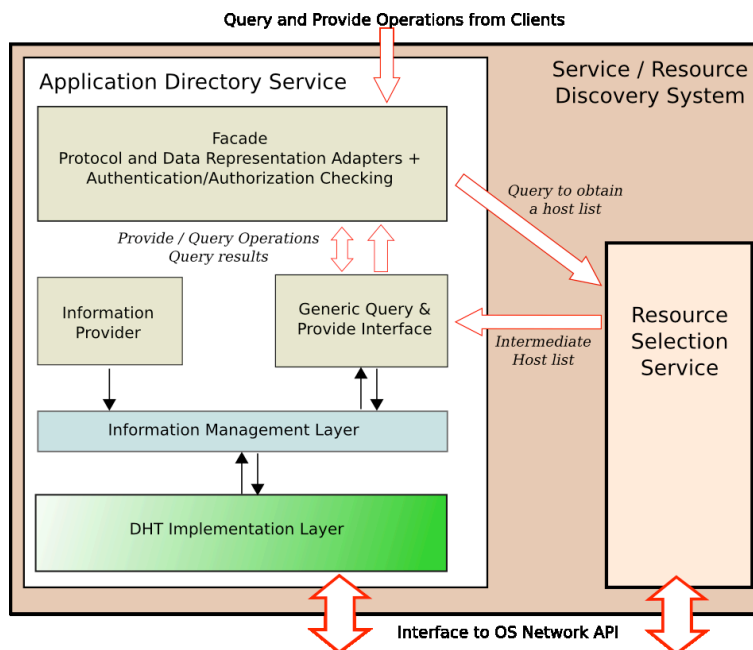 Query and Provide Operations from Clients
Application Directory Service
Service / Resource
Discovery System
Facade
Protocol and Data Representation Adapters +
Authentication/Authorization Checking
Query to obtain
a host list
Provide / Query Operations
Query results
Information
Provider
Generic Query &
Provide Interface
Intermediate
Host list
Resource
Selection
Service
Information Management Layer
DHT Implementation Layer
Interface to OS Network API